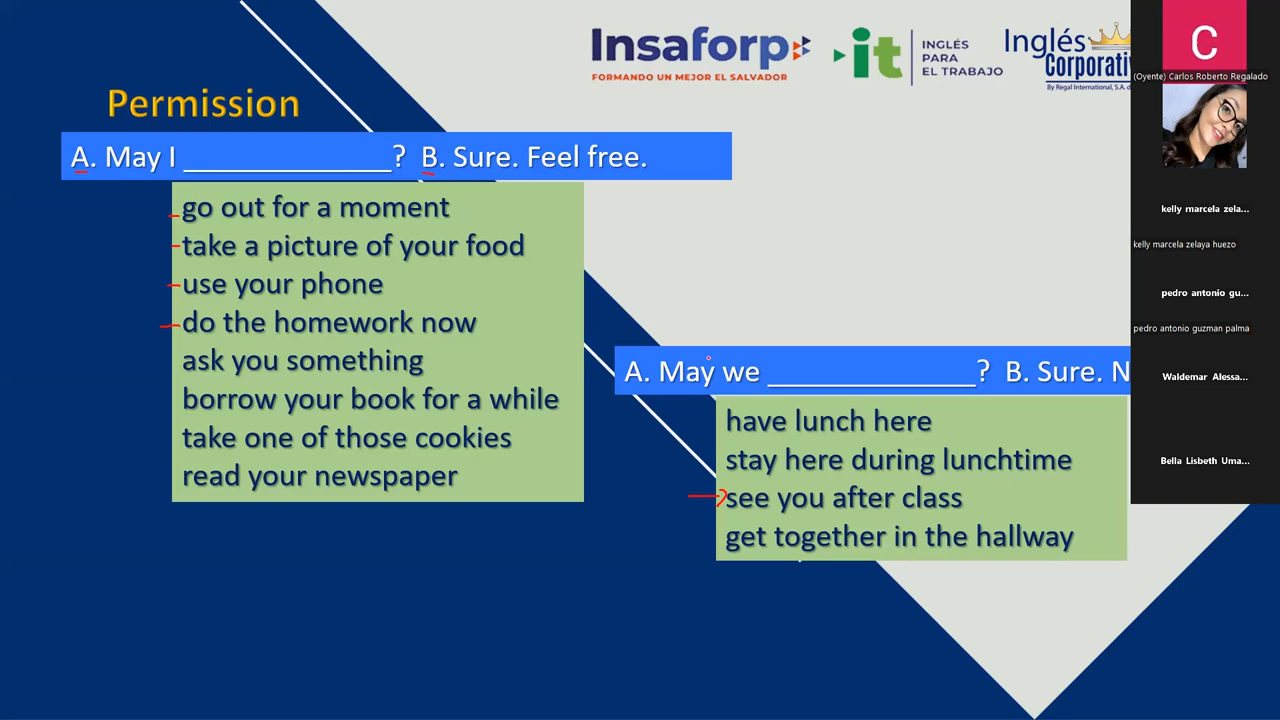 Insaforp
FORMANDO UN MEJOR EL SALVADOR
it
INGLÉS
PARA
EL TRABAJO
Inglés
Corporativ
By Regal International, S.A. d
Permission
A. May I _____________? B. Sure. Feel free.
go out for a moment
take a picture of your food
use your phone
do the homework now
ask you something
borrow your book for a while
take one of those cookies
read your newspaper
A. May we _____________? B. Sure. N
have lunch here
stay here during lunchtime
see you after class
get together in the hallway
C
(Oyente) Carlos Roberto Regalado
kelly marcela zela...
kelly marcela zelaya huezo
pedro antonio gu...
pedro antonio guzman palma
Waldemar Alessa...
Bella Lisbeth Uma...